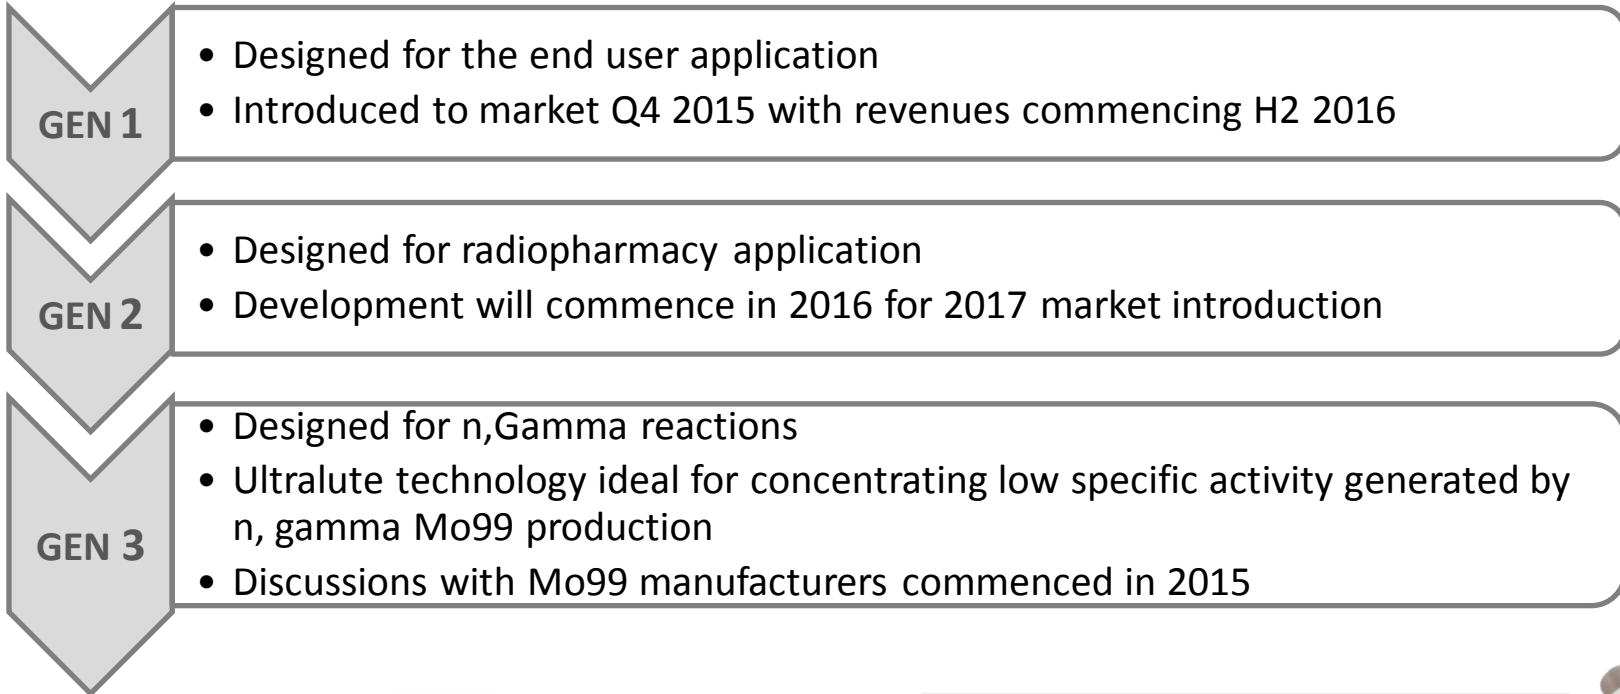 GEN 1
• Designed for the end user application
• Introduced to market Q4 2015 with revenues commencing H2 2016
GEN 2
• Designed for radiopharmacy application
• Development will commence in 2016 for 2017 market introduction
GEN 3
• Designed for n,Gamma reactions
• Ultralute technology ideal for concentrating low specific activity generated by
n, gamma Mo99 production
• Discussions with Mo99 manufacturers commenced in 2015